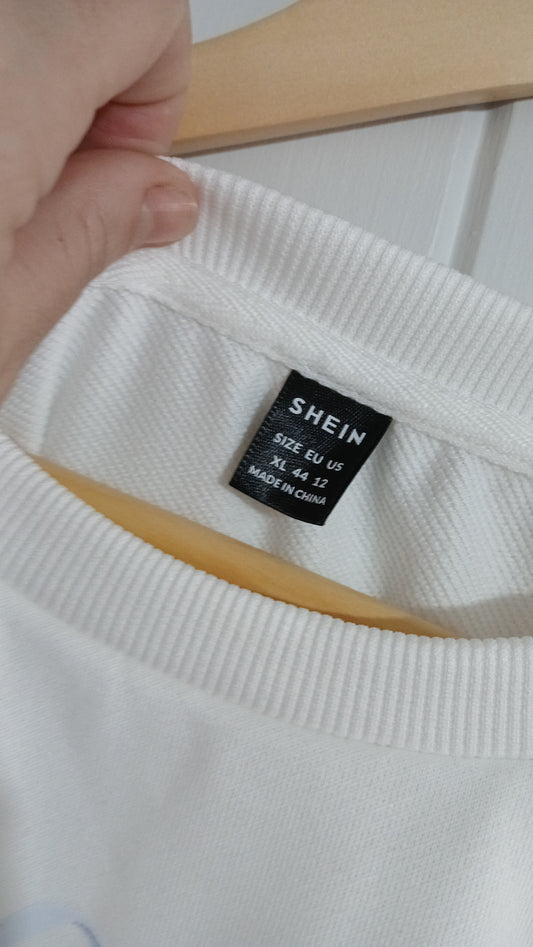 SHEIN
SIZE EU US
XL 44 12
MADE IN CHINA